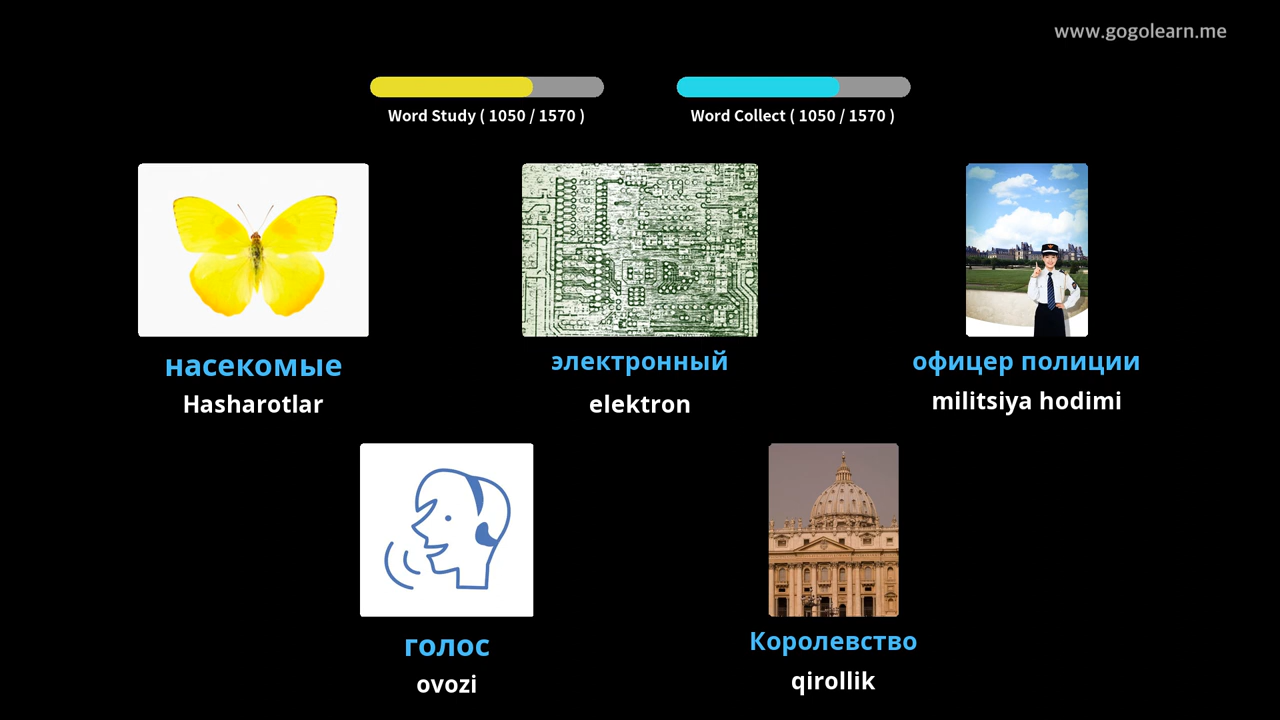 www.gogolearn.me
Word Study ( 1050 / 1570 )
Word Collect ( 1050 / 1570 )
насекомые
Hasharotlar
электронный
elektron
офицер полиции
militsiya hodimi
голос
ovozi
Королевство
qirollik